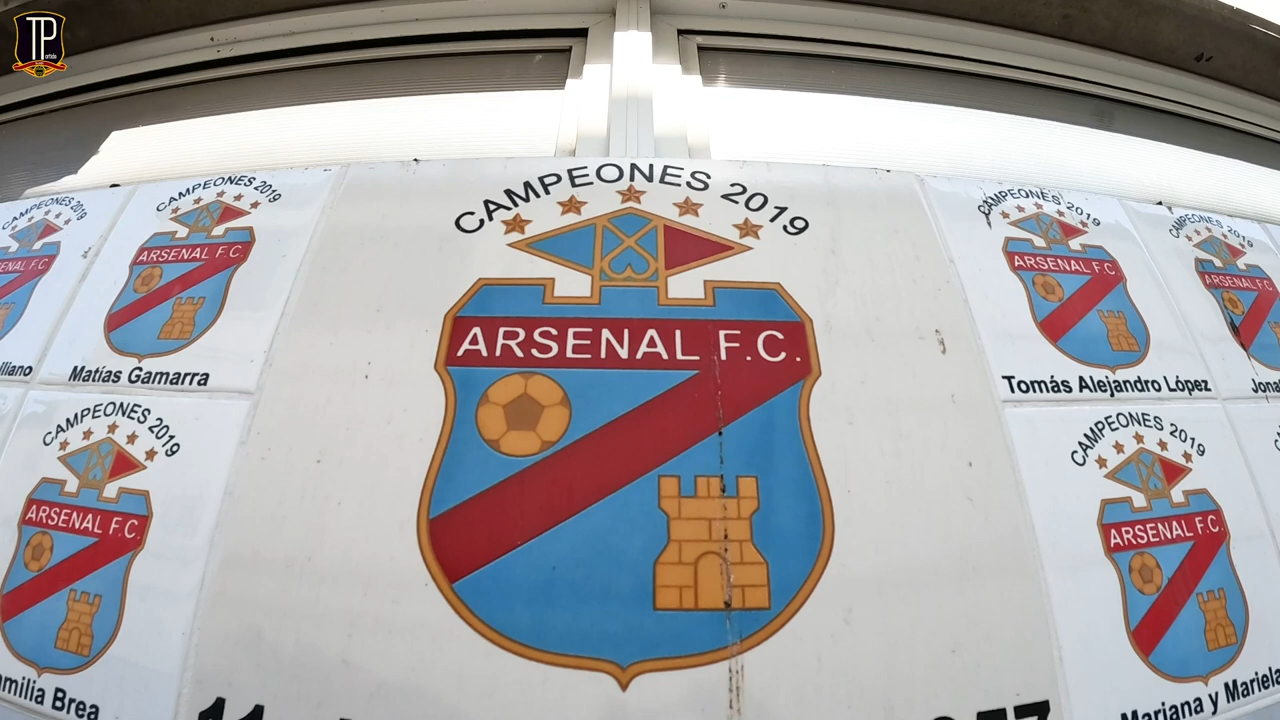 TP
CAMPEONES 2019
ARSENAL F.C.
CAMPEONES 2019
ARSENAL F.C.
Matías Gamarra
CAMPEONES 2019
ARSENAL F.C.
CAMPEONES 2019
ARSENAL F.C.
Tomás Alejandro López
CAMPEONES 2019
ARSENAL F.C.
CAMPEONES 2019
ARSENAL F.C.
Brea
CAMPEONES 2019
ARSENAL F.C.
Mariana y Mariela